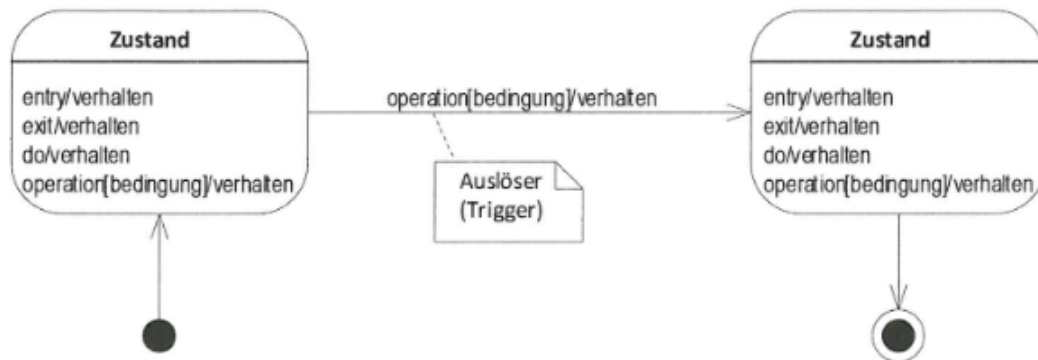 Zustand
entry/verhalten
exit/verhalten
do/verhalten
operation[bedingung]/verhalten
operation[bedingung]/verhalten
Auslöser
(Trigger)
Zustand
entry/verhalten
exit/verhalten
do/verhalten
operation[bedingung]/verhalten